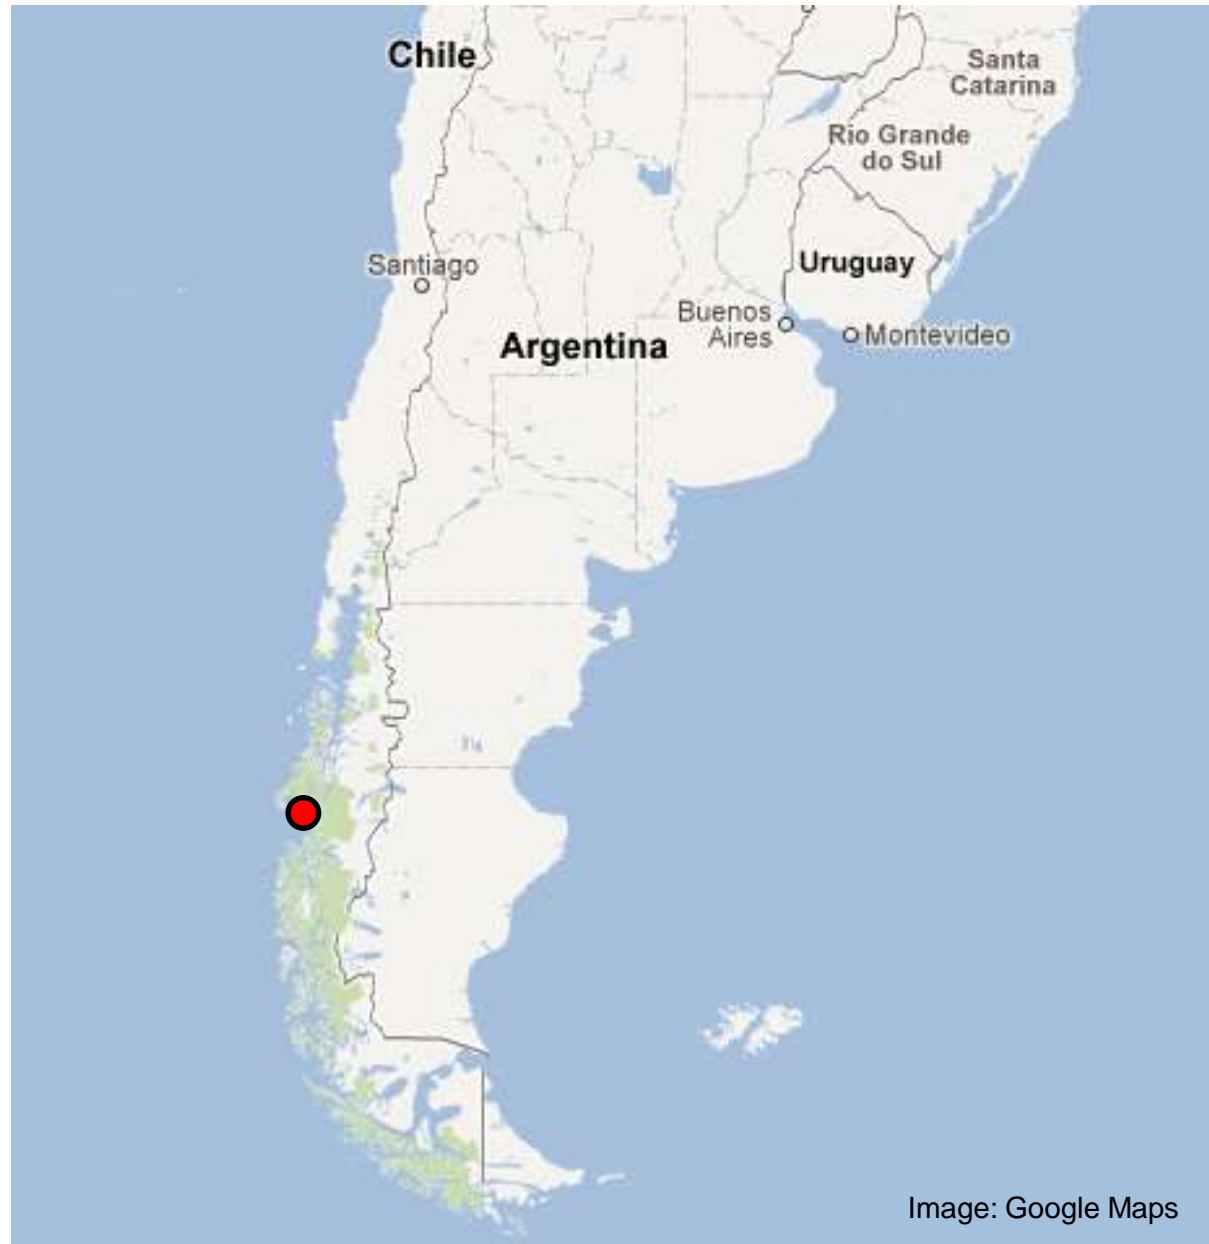 Chile
Santa
Catarina
Rio Grande
do Sul
Santiago
Uruguay
Buenos
Aires
Montevideo
Argentina
Image: Google Maps